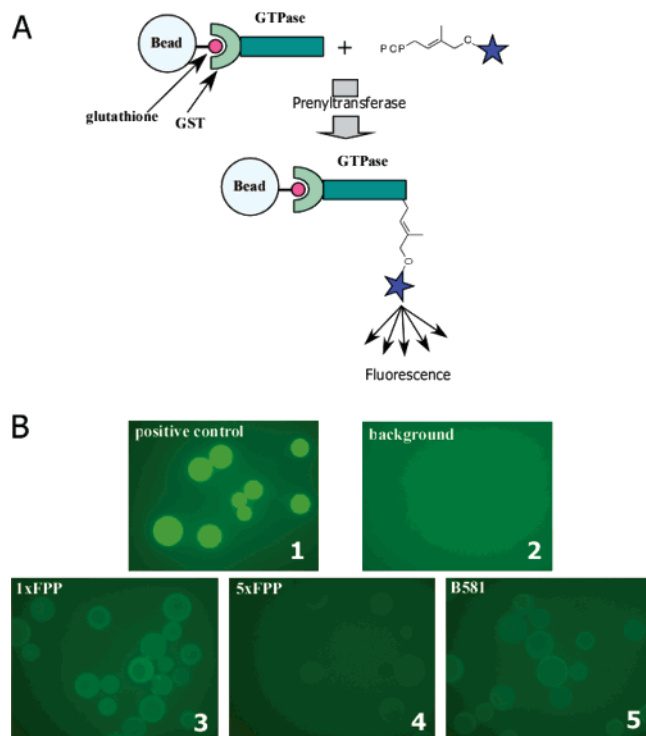 A
GTPase
Bead
+
PCP
O
glutathione
GST
Prenyltransferase
GTPase
Bead
O
Fluorescence
B
positive control
1
background
2
1xFPP
3
5xFPP
4
B581
5